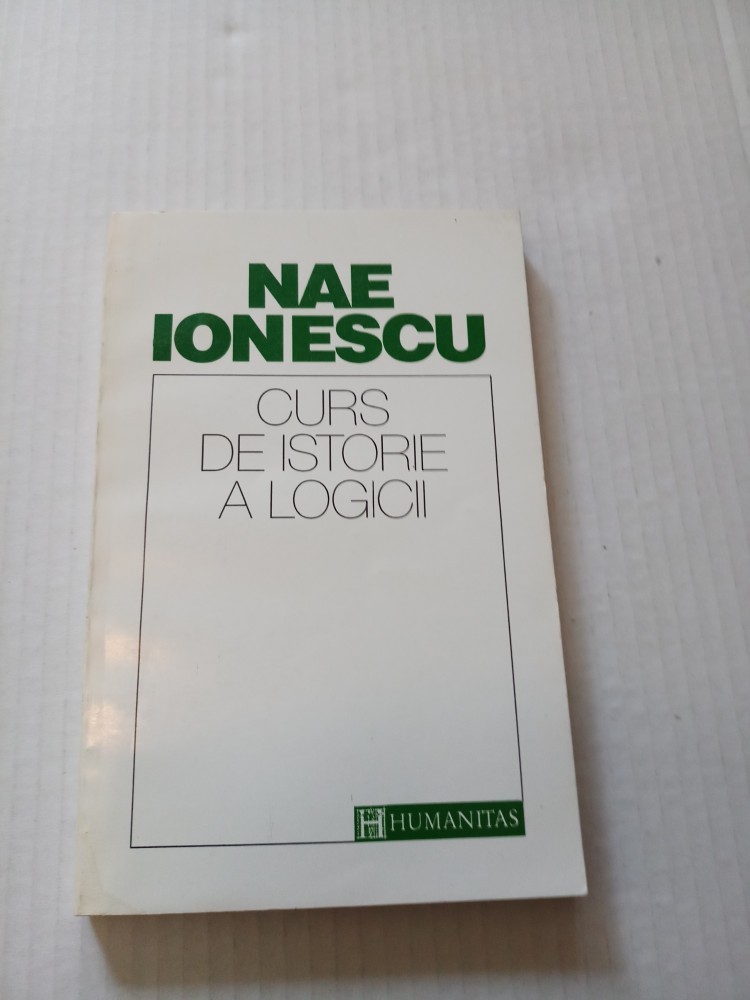 NAE
IONESCU
CURS
DE ISTORIE
A LOGICII
H HUMANITAS